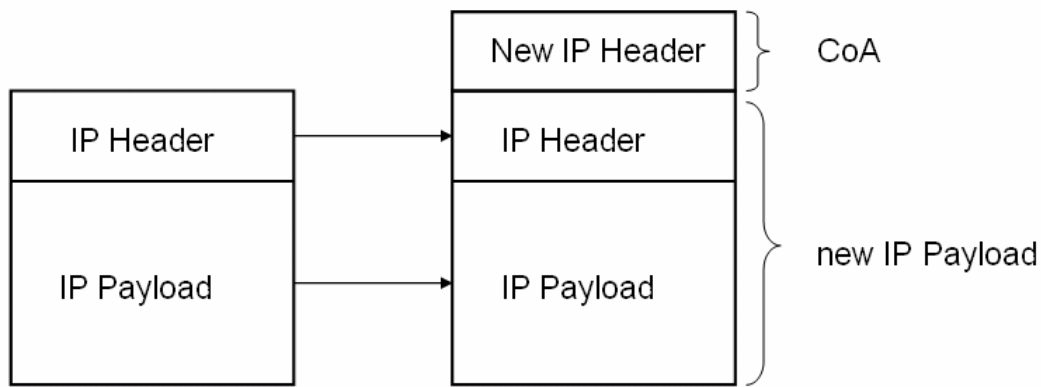 New IP Header
CoA
IP Header
IP Header
IP Payload
IP Payload
new IP Payload